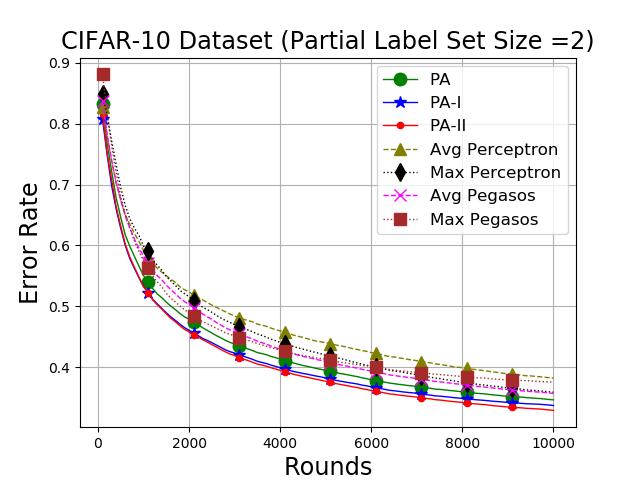 CIFAR-10 Dataset (Partial Label Set Size =2)
0.9
0.8
0.7
0.6
0.5
0.4
Error Rate
PA
PA-I
PA-II
Avg Perceptron
Max Perceptron
Avg Pegasos
Max Pegasos
0 2000 4000 6000 8000 10000
Rounds